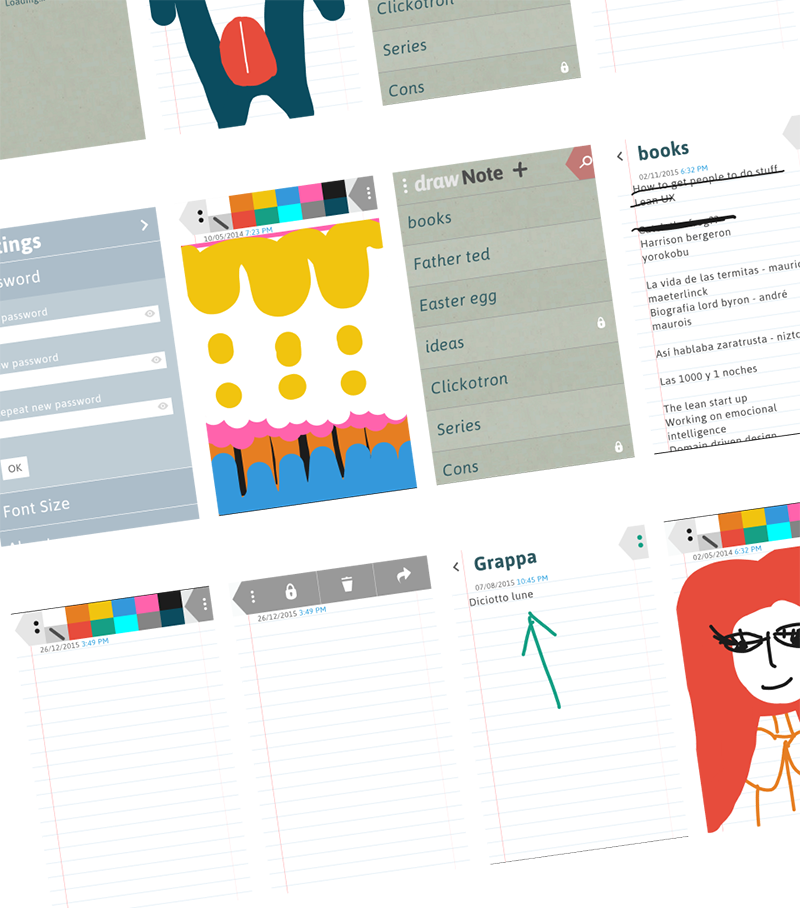 Loading...
Clickotron
Series
Cons
tings
sword
password
w password
epeat new password
OK
Font Size
10/05/2014 7:23 PM
drawNote +
books
Father ted
Easter egg
ideas
Clickotron
Series
Cons
books
02/11/2015 6:32 PM
How to get people to do stuff
Lean UX
Harrison bergeron
yorokobu
La vida de las termitas - mauric
maeterlinck
Biografia lord byron - andré
maurois
Así hablaba zaratrusta - niztc
Las 1000 y 1 noches
The lean start up
Working on emocional
intelligence
Domain driven design
26/12/2015 3:49 PM
26/12/2015 3:49 PM
Grappa
07/08/2015 10:45 PM
Diciotto lune
02/05/2014 6:32 PM